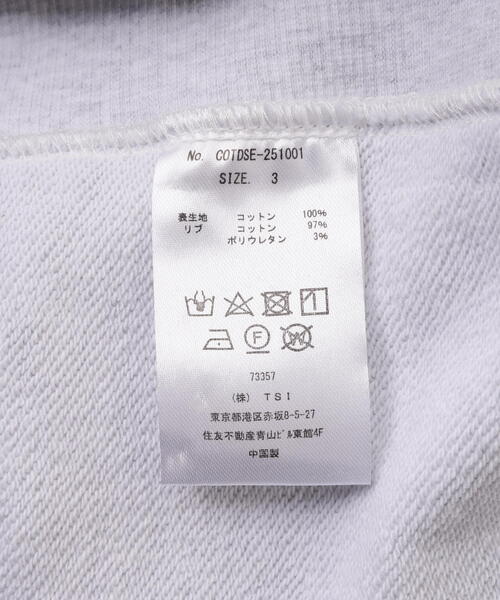 No. COTDSE-251001
SIZE. 3
表生地 コットン 100%
リブ コットン 97%
ポリウレタン 3%
73357
(株) TSI
東京都港区赤坂8-5-27
住友不動産青山ﾋﾞﾙ東館4F
中国製